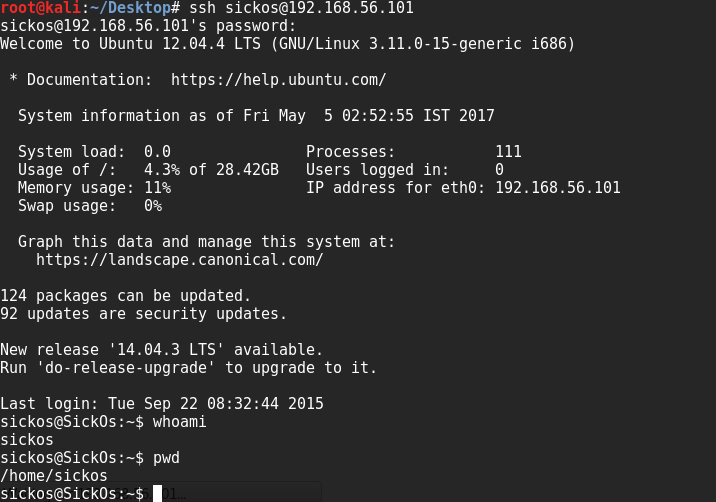 root@kali:~/Desktop# ssh sickos@192.168.56.101
sickos@192.168.56.101's password:
Welcome to Ubuntu 12.04.4 LTS (GNU/Linux 3.11.0-15-generic i686)
* Documentation:  https://help.ubuntu.com/
System information as of Fri May  5 02:52:55 IST 2017
System load:  0.0               Processes:           111
Usage of /:   4.3% of 28.42GB   Users logged in:     0
Memory usage: 11%               IP address for eth0: 192.168.56.101
Swap usage:   0%
Graph this data and manage this system at:
https://landscape.canonical.com/
124 packages can be updated.
92 updates are security updates.
New release '14.04.3 LTS' available.
Run 'do-release-upgrade' to upgrade to it.
Last login: Tue Sep 22 08:32:44 2015
sickos@SickOs:~$ whoami
sickos
sickos@SickOs:~$ pwd
/home/sickos
sickos@SickOs:~$